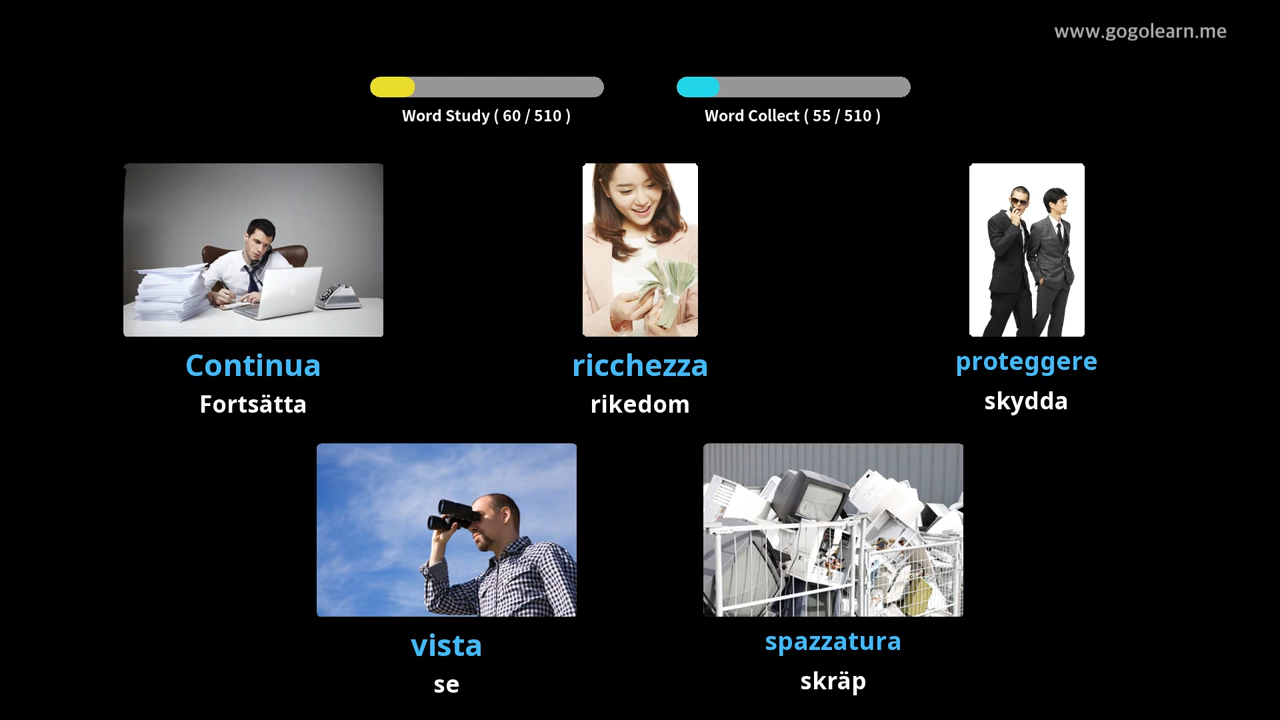 www.gogolearn.me
Word Study ( 60 / 510 )
Word Collect ( 55 / 510 )
Continua
Fortsätta
ricchezza
rikedom
proteggere
skydda
vista
se
spazzatura
skräp